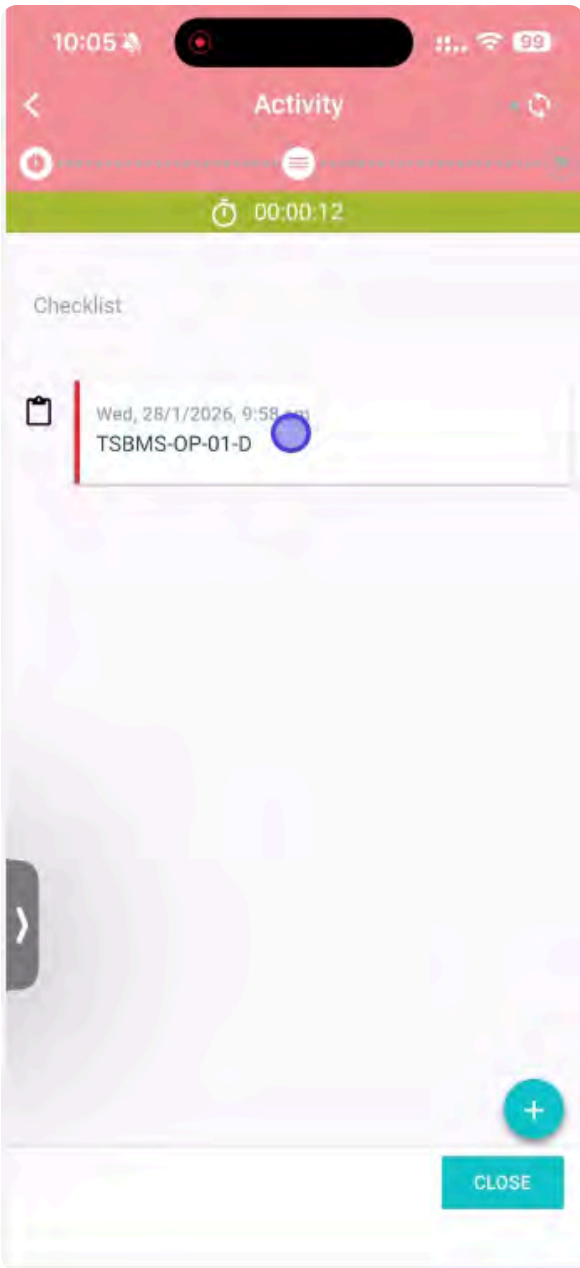 10:05
99
Activity
00:00:12
Checklist
Wed, 28/1/2026, 9:58
TSBMS-OP-01-D
+
CLOSE